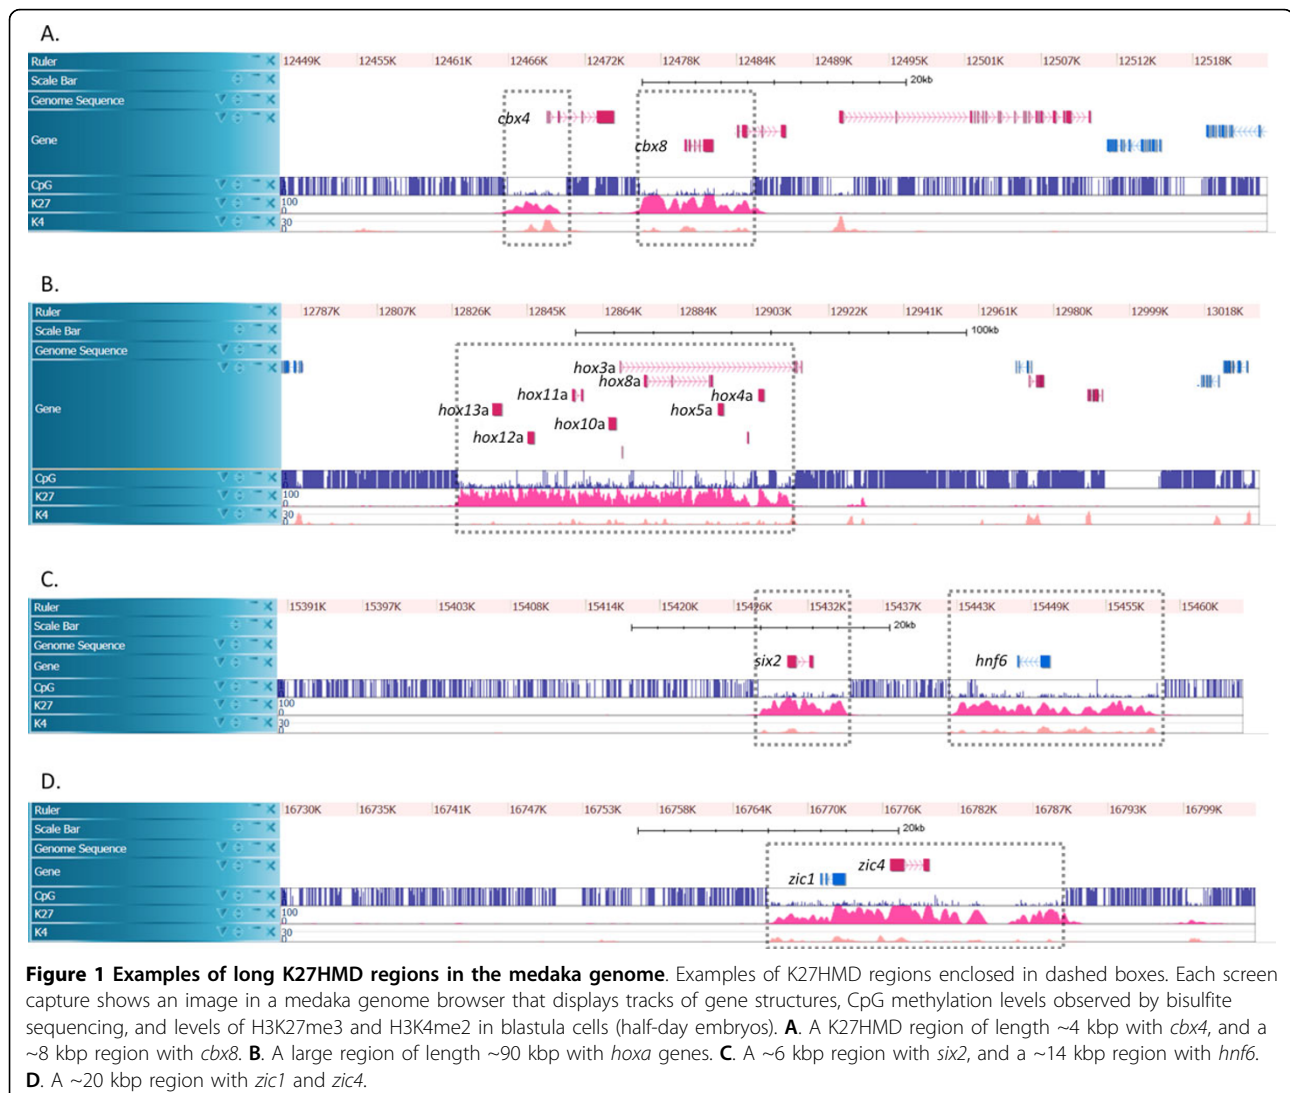 A.
Ruler 12449K 12455K 12461K 12466K 12472K 12478K 12484K 12489K 12495K 12501K 12507K 12512K 12518K
Scale Bar 20kb
Genome Sequence
cbx4
Gene
cbx8
CpG
K27 100 0
K4 30 0
B.
Ruler 12787K 12807K 12826K 12845K 12864K 12884K 12903K 12922K 12941K 12961K 12980K 12999K 13018K
Scale Bar 100kb
Genome Sequence
hox3a
hox8a
hox11a hox4a
Gene hox13a hox5a
hox10a
hox12a
CpG
K27 100 0
K4 30 0
C.
Ruler 15391K 15397K 15403K 15408K 15414K 15420K 15426K 15432K 15437K 15443K 15449K 15455K 15460K
Scale Bar 20kb
Genome Sequence
Gene six2 hnf6
CpG
K27 100 0
K4 30 0
D.
Ruler 16730K 16735K 16741K 16747K 16753K 16758K 16764K 16770K 16776K 16782K 16787K 16793K 16799K
Scale Bar 20kb
Genome Sequence
Gene zic4
zic1
CpG
K27 100 0
K4 30 0
Figure 1 Examples of long K27HMD regions in the medaka genome. Examples of K27HMD regions enclosed in dashed boxes. Each screen
capture shows an image in a medaka genome browser that displays tracks of gene structures, CpG methylation levels observed by bisulfite
sequencing, and levels of H3K27me3 and H3K4me2 in blastula cells (half-day embryos). A. A K27HMD region of length ~4 kbp with cbx4, and a
~8 kbp region with cbx8. B. A large region of length ~90 kbp with hoxa genes. C. A ~6 kbp region with six2, and a ~14 kbp region with hnf6.
D. A ~20 kbp region with zic1 and zic4.